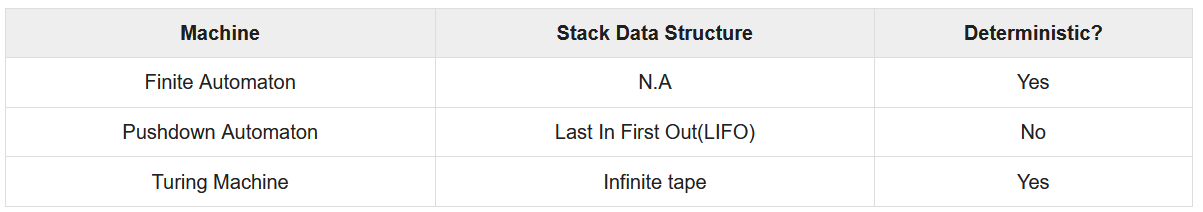 Machine Stack Data Structure Deterministic?
Finite Automaton N.A Yes
Pushdown Automaton Last In First Out(LIFO) No
Turing Machine Infinite tape Yes